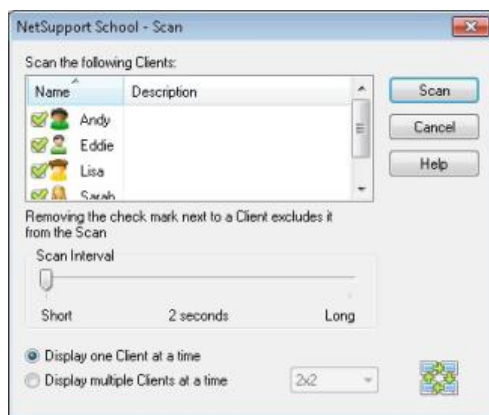 NetSupport School - Scan
Scan the following Clients:
Name Description
Andy
Eddie
Lisa
Sarah
Scan
Cancel
Help
Removing the check mark next to a Client excludes it
from the Scan
Scan Interval
Short 2 seconds Long
Display one Client at a time
Display multiple Clients at a time 2x2